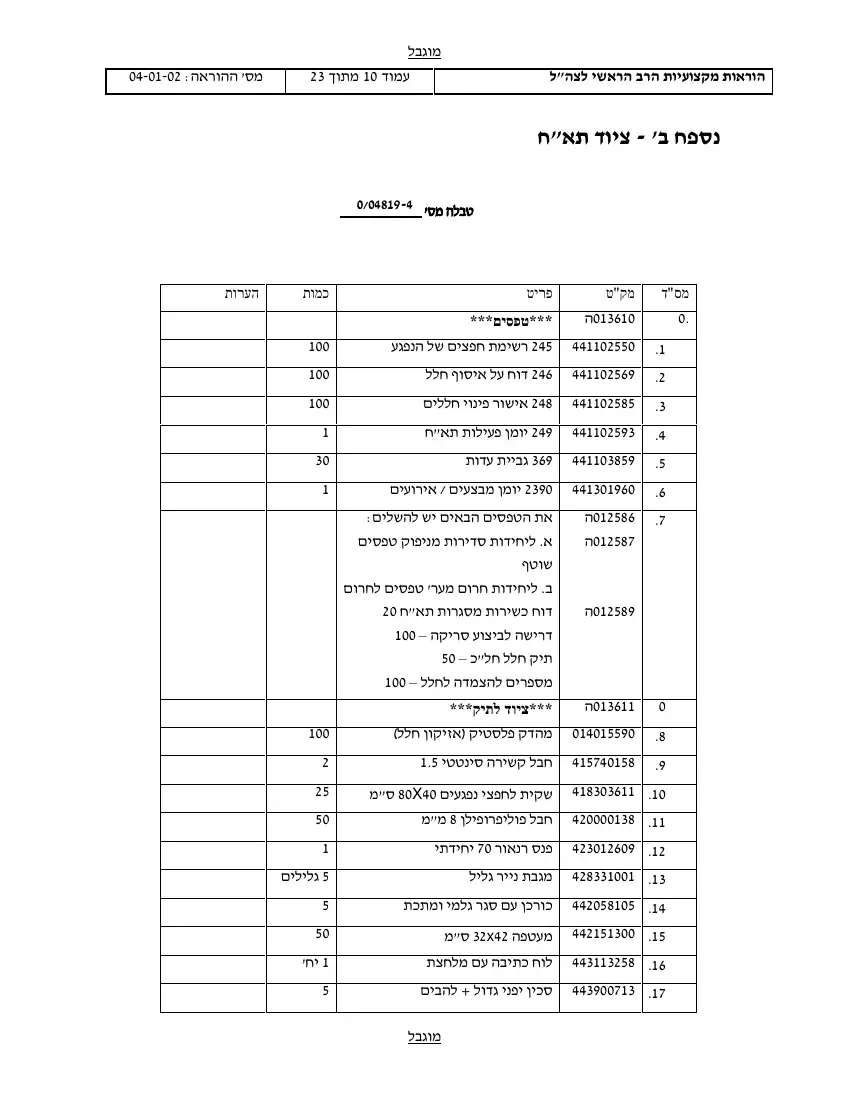 מוגבל
הוראות מקצועיות הרב הראשי לצה״ל עמוד 10 מתוך 23 מס׳ ההוראה: 04-01-02
נספח ב׳ - ציוד תא״ח
טבלה מס׳ 0/04819-4
מס"ד מק"ט פריט כמות הערות
0. ה013610 ***טפסים***
1. 441102550 245 רשימת חפצים של הנפגע 100
2. 441102569 246 דוח על איסוף חלל 100
3. 441102585 248 אישור פינוי חללים 100
4. 441102593 249 יומן פעילות תא״ח 1
5. 441103859 369 גביית עדות 30
6. 441301960 2390 יומן מבצעים / אירועים 1
7. ה012586 את הטפסים הבאים יש להשלים:
ה012587 א. ליחידות סדירות מניפוק טפסים
שוטף
ב. ליחידות חרום מער׳ טפסים לחרום
ה012589 דוח כשירות מסגרות תא״ח 20
דרישה לביצוע סריקה – 100
תיק חלל חל״כ – 50
מספרים להצמדה לחלל – 100
0 ה013611 ***ציוד לתיק***
8. 014015590 מהדק פלסטיק (אזיקון חלל) 100
9. 415740158 חבל קשירה סינטטי 1.5 2
10. 418303611 שקית לחפצי נפגעים 80X40 ס״מ 25
11. 420000138 חבל פוליפרופילן 8 מ״מ 50
12. 423012609 פנס רנאור 70 יחידתי 1
13. 428331001 מגבת נייר גליל 5 גלילים
14. 442058105 כורכן עם סגר גלמי ומתכת 5
15. 442151300 מעטפה 32x42 ס״מ 50
16. 443113258 לוח כתיבה עם מלחצת 1 יח׳
17. 443900713 סכין יפני גדול + להבים 5
מוגבל